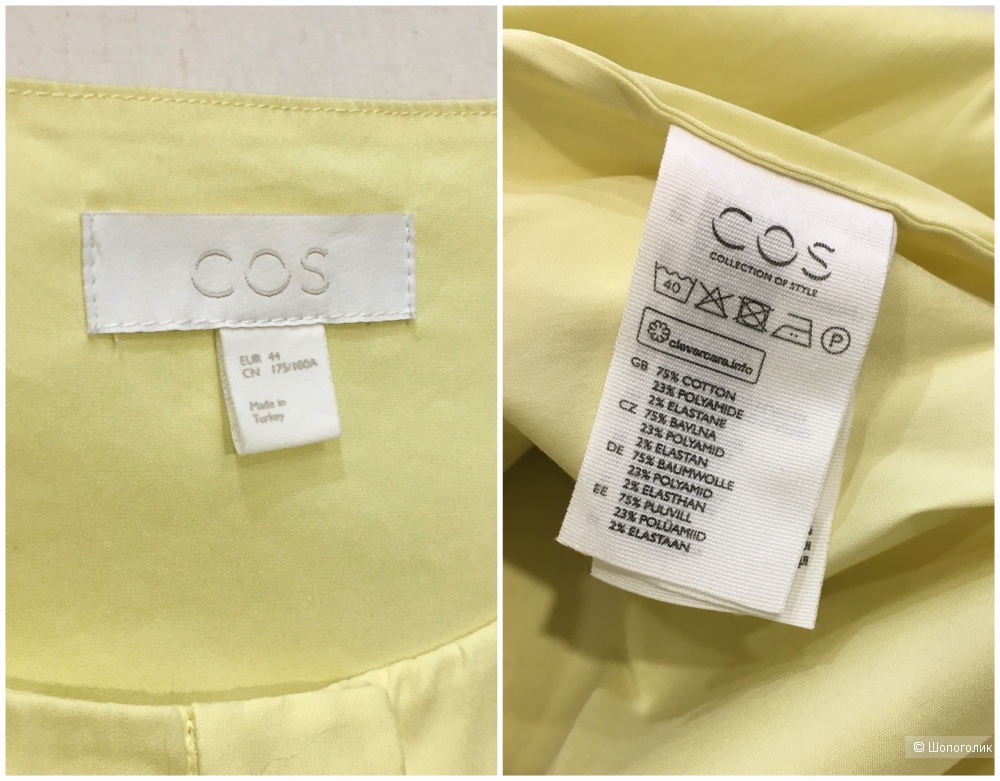 COS
EUR 44
CN 175/100A
Made in
Turkey
COS
COLLECTION OF STYLE
40
P
clevercare.info
GB 75% COTTON
23% POLYAMIDE
2% ELASTANE
CZ 75% BAVLNA
23% POLYAMID
2% ELASTAN
DE 75% BAUMWOLLE
23% POLYAMID
2% ELASTHAN
EE 75% PUUVILL
23% POLÜAMIID
2% ELASTAAN
© Шопоголик